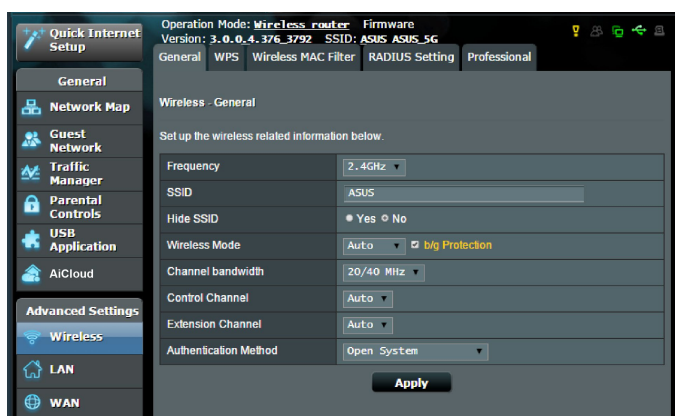 Quick Internet
Setup
Operation Mode: Wireless router Firmware
Version: 3.0.0.4.376_3792 SSID: ASUS ASUS_5G
General WPS Wireless MAC Filter RADIUS Setting Professional
General
Network Map
Guest
Network
Traffic
Manager
Parental
Controls
USB
Application
AiCloud
Advanced Settings
Wireless
LAN
WAN
Wireless - General
Set up the wireless related information below.
Frequency 2.4GHz
SSID ASUS
Hide SSID Yes No
Wireless Mode Auto b/g Protection
Channel bandwidth 20/40 MHz
Control Channel Auto
Extension Channel Auto
Authentication Method Open System
Apply